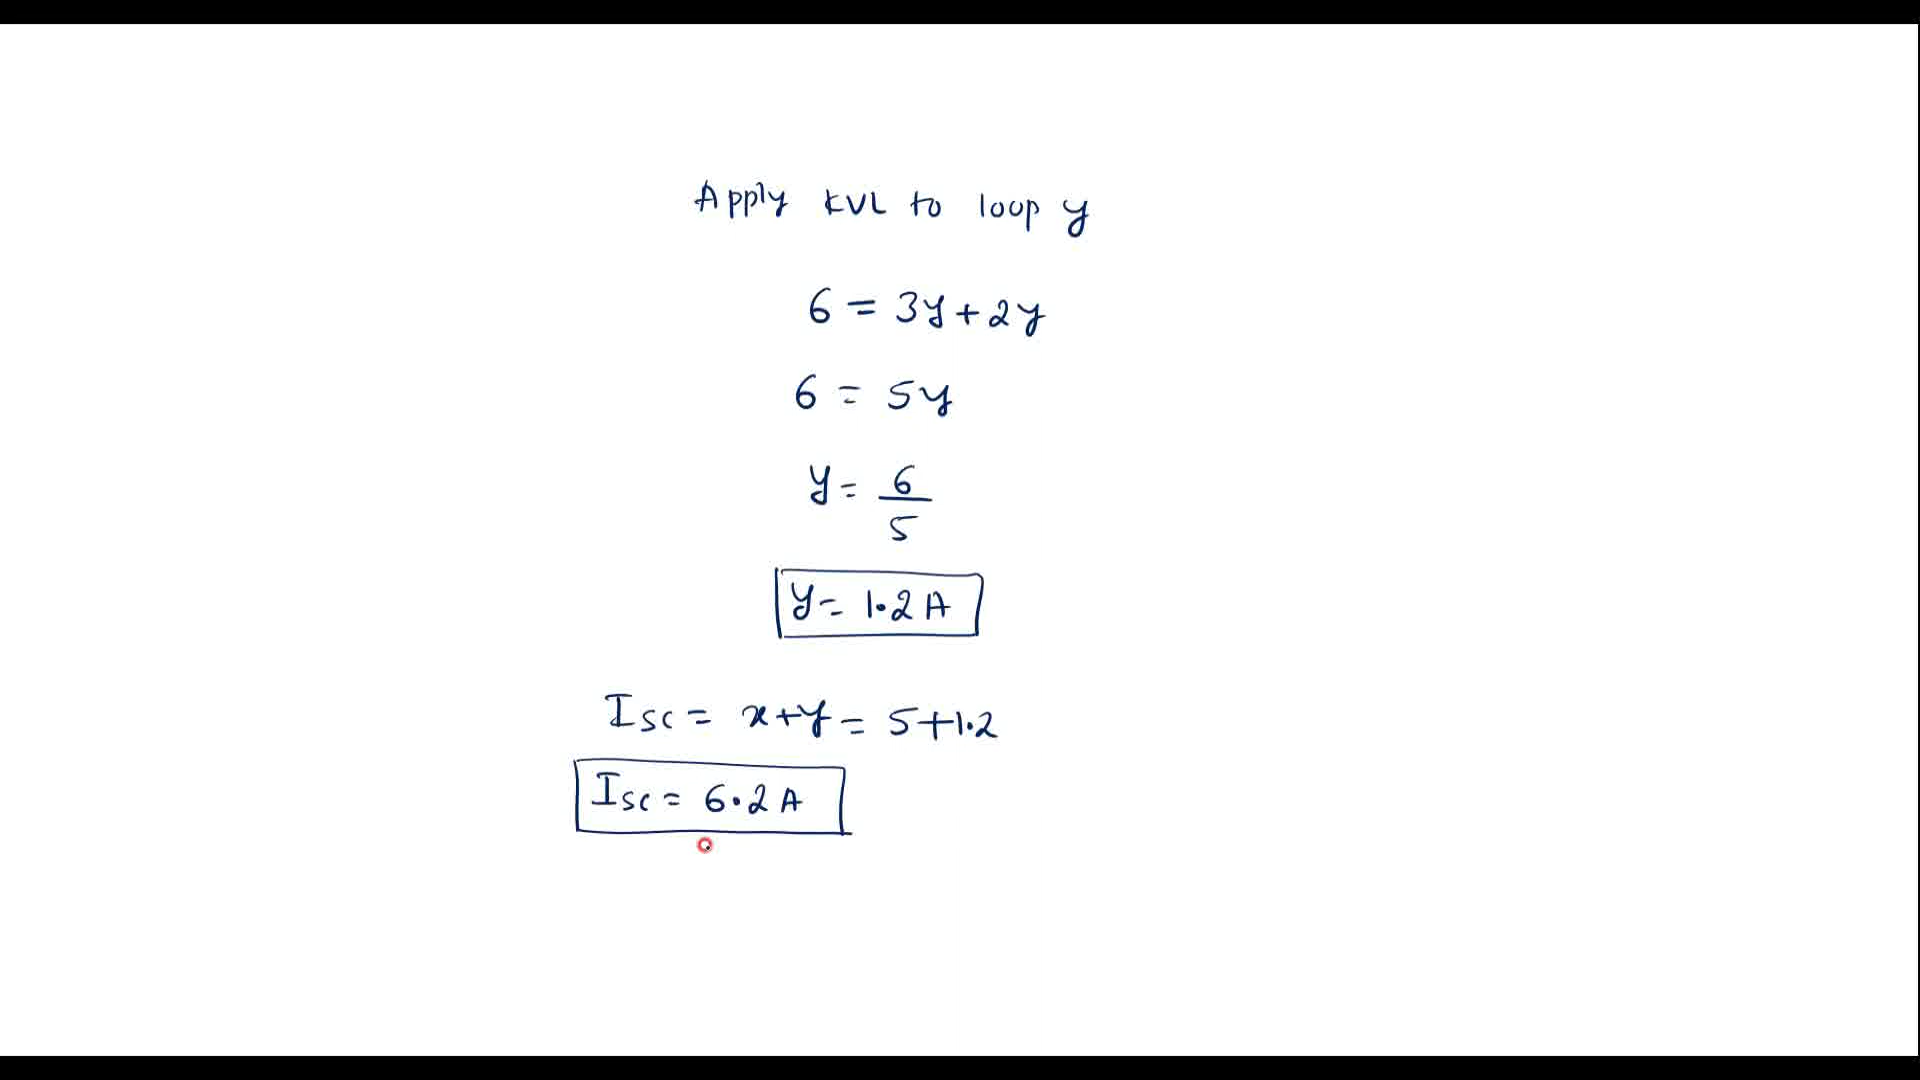 Apply KVL to loop y
6 = 3y + 2y
6 = 5y
y = 6/5
y = 1.2 A
Isc = x + y = 5 + 1.2
Isc = 6.2 A